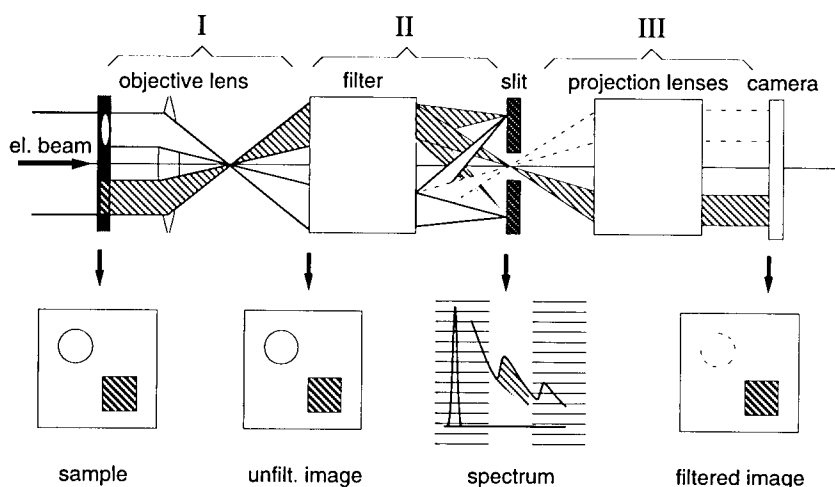 I II III
objective lens filter slit projection lenses camera
el. beam
sample unfilt. image spectrum filtered image